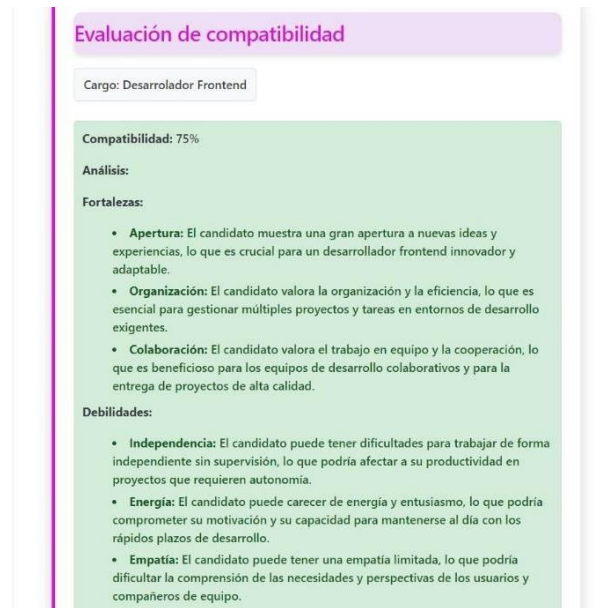 Evaluación de compatibilidad
Cargo: Desarrolador Frontend
Compatibilidad: 75%
Análisis:
Fortalezas:
• Apertura: El candidato muestra una gran apertura a nuevas ideas y
experiencias, lo que es crucial para un desarrollador frontend innovador y
adaptable.
• Organización: El candidato valora la organización y la eficiencia, lo que es
esencial para gestionar múltiples proyectos y tareas en entornos de desarrollo
exigentes.
• Colaboración: El candidato valora el trabajo en equipo y la cooperación, lo
que es beneficioso para los equipos de desarrollo colaborativos y para la
entrega de proyectos de alta calidad.
Debilidades:
• Independencia: El candidato puede tener dificultades para trabajar de forma
independiente sin supervisión, lo que podría afectar a su productividad en
proyectos que requieren autonomía.
• Energía: El candidato puede carecer de energía y entusiasmo, lo que podría
comprometer su motivación y su capacidad para mantenerse al día con los
rápidos plazos de desarrollo.
• Empatía: El candidato puede tener una empatía limitada, lo que podría
dificultar la comprensión de las necesidades y perspectivas de los usuarios y
compañeros de equipo.